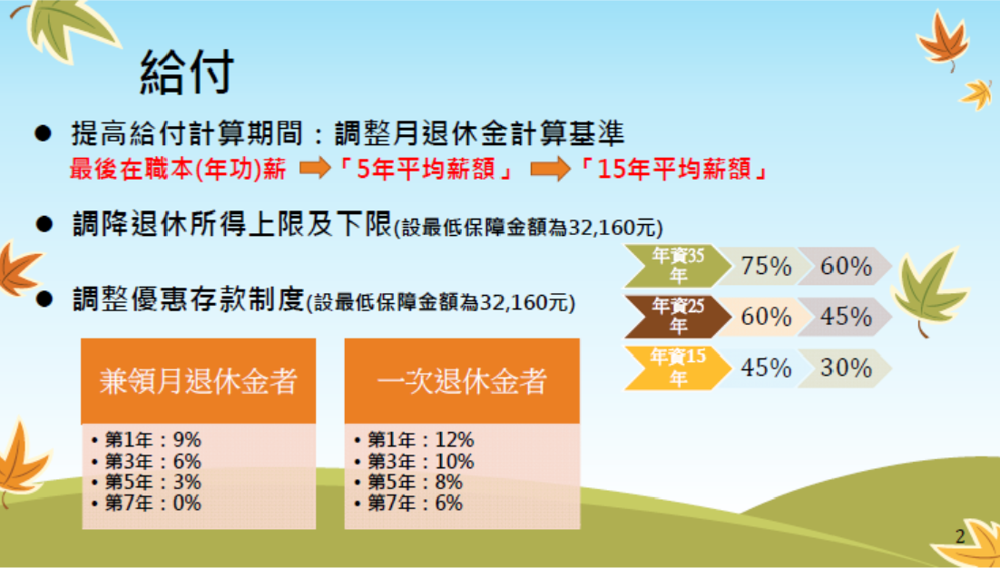 給付
● 提高給付計算期間：調整月退休金計算基準
最後在職本(年功)薪 「5年平均薪額」 「15年平均薪額」
● 調降退休所得上限及下限(設最低保障金額為32,160元)
年資35
年
75% 60%
年資25
年
60% 45%
年資15
年
45% 30%
● 調整優惠存款制度(設最低保障金額為32,160元)
兼領月退休金者
• 第1年：9%
• 第3年：6%
• 第5年：3%
• 第7年：0%
一次退休金者
• 第1年：12%
• 第3年：10%
• 第5年：8%
• 第7年：6%
2